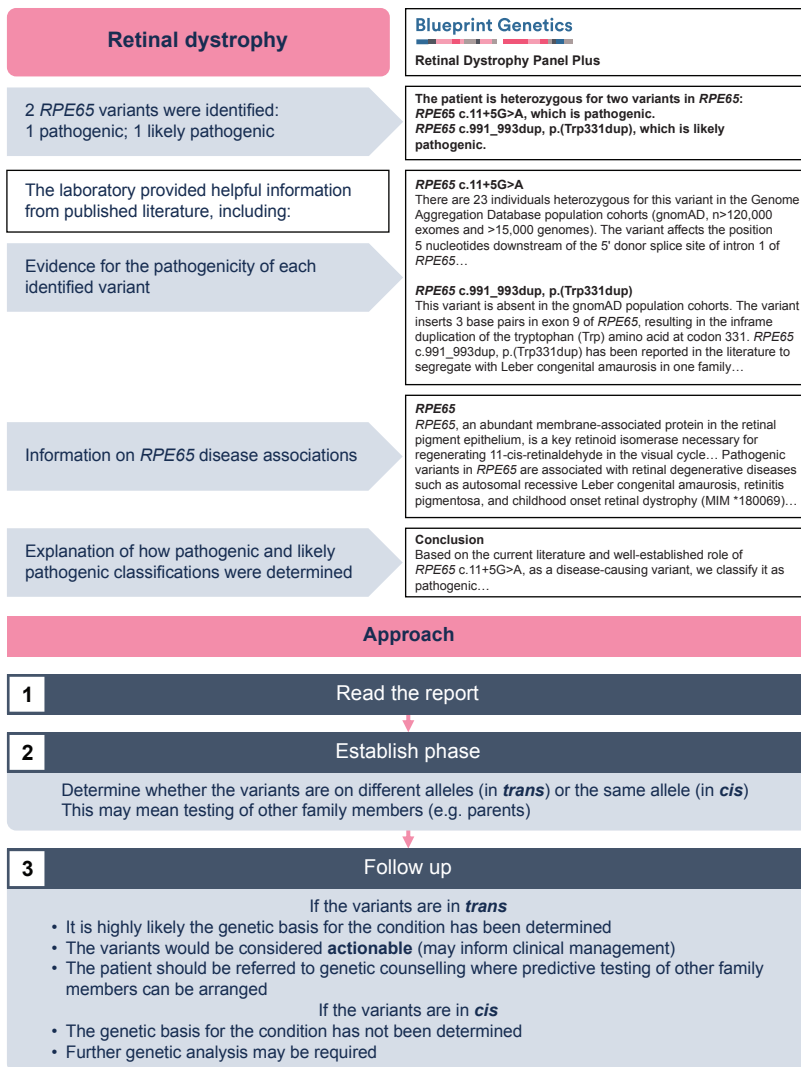 Retinal dystrophy
Blueprint Genetics
Retinal Dystrophy Panel Plus
2 RPE65 variants were identified:
1 pathogenic; 1 likely pathogenic
The patient is heterozygous for two variants in RPE65:
RPE65 c.11+5G>A, which is pathogenic.
RPE65 c.991_993dup, p.(Trp331dup), which is likely
pathogenic.
The laboratory provided helpful information
from published literature, including:
Evidence for the pathogenicity of each
identified variant
RPE65 c.11+5G>A
There are 23 individuals heterozygous for this variant in the Genome
Aggregation Database population cohorts (gnomAD, n>120,000
exomes and >15,000 genomes). The variant affects the position
5 nucleotides downstream of the 5' donor splice site of intron 1 of
RPE65…
RPE65 c.991_993dup, p.(Trp331dup)
This variant is absent in the gnomAD population cohorts. The variant
inserts 3 base pairs in exon 9 of RPE65, resulting in the inframe
duplication of the tryptophan (Trp) amino acid at codon 331. RPE65
c.991_993dup, p.(Trp331dup) has been reported in the literature to
segregate with Leber congenital amaurosis in one family…
Information on RPE65 disease associations
RPE65
RPE65, an abundant membrane-associated protein in the retinal
pigment epithelium, is a key retinoid isomerase necessary for
regenerating 11-cis-retinaldehyde in the visual cycle… Pathogenic
variants in RPE65 are associated with retinal degenerative diseases
such as autosomal recessive Leber congenital amaurosis, retinitis
pigmentosa, and childhood onset retinal dystrophy (MIM *180069)…
Explanation of how pathogenic and likely
pathogenic classifications were determined
Conclusion
Based on the current literature and well-established role of
RPE65 c.11+5G>A, as a disease-causing variant, we classify it as
pathogenic…
Approach
1 Read the report
2 Establish phase
Determine whether the variants are on different alleles (in trans) or the same allele (in cis)
This may mean testing of other family members (e.g. parents)
3 Follow up
If the variants are in trans
• It is highly likely the genetic basis for the condition has been determined
• The variants would be considered actionable (may inform clinical management)
• The patient should be referred to genetic counselling where predictive testing of other family
members can be arranged
If the variants are in cis
• The genetic basis for the condition has not been determined
• Further genetic analysis may be required